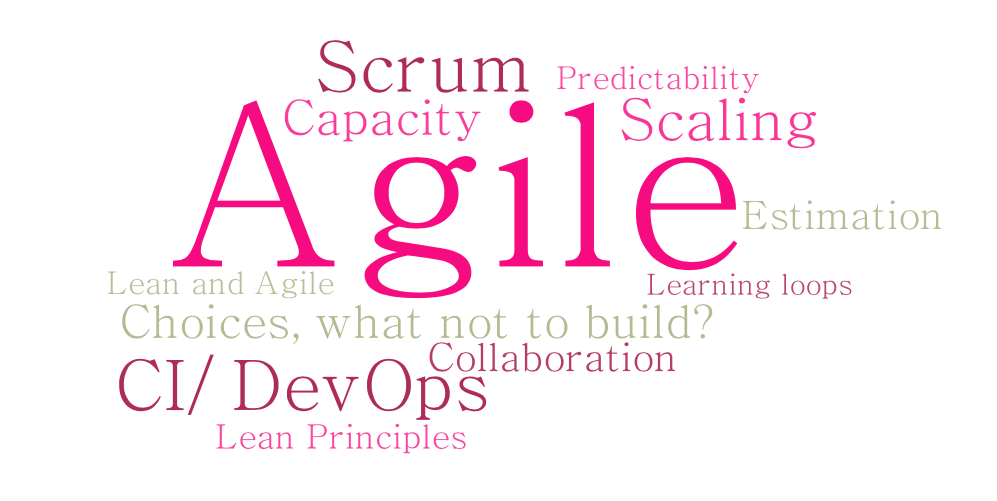 Scrum
Predictability
Capacity
Scaling
Agile
Estimation
Lean and Agile
Learning loops
Choices, what not to build?
Collaboration
CI/ DevOps
Lean Principles